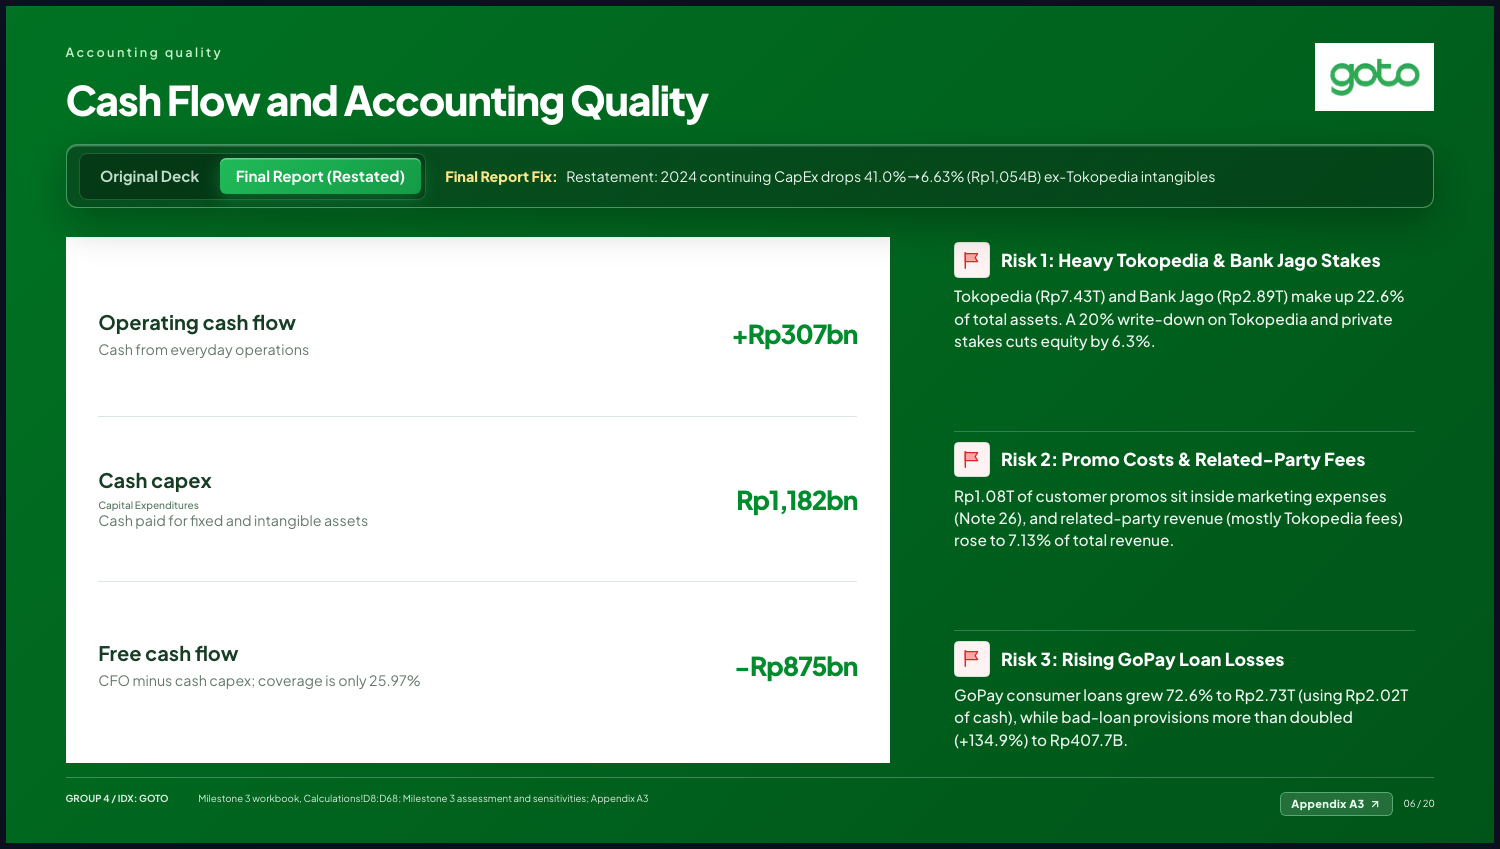 Accounting quality
Cash Flow and Accounting Quality
goto
Original Deck
Final Report (Restated)
Final Report Fix: Restatement: 2024 continuing CapEx drops 41.0%→6.63% (Rp1,054B) ex-Tokopedia intangibles
Operating cash flow
Cash from everyday operations
+Rp307bn
Cash capex
Capital Expenditures
Cash paid for fixed and intangible assets
Rp1,182bn
Free cash flow
CFO minus cash capex; coverage is only 25.97%
−Rp875bn
Risk 1: Heavy Tokopedia & Bank Jago Stakes
Tokopedia (Rp7.43T) and Bank Jago (Rp2.89T) make up 22.6%
of total assets. A 20% write-down on Tokopedia and private
stakes cuts equity by 6.3%.
Risk 2: Promo Costs & Related-Party Fees
Rp1.08T of customer promos sit inside marketing expenses
(Note 26), and related-party revenue (mostly Tokopedia fees)
rose to 7.13% of total revenue.
Risk 3: Rising GoPay Loan Losses
GoPay consumer loans grew 72.6% to Rp2.73T (using Rp2.02T
of cash), while bad-loan provisions more than doubled
(+134.9%) to Rp407.7B.
GROUP 4 / IDX: GOTO
Milestone 3 workbook, Calculations!D8:D68; Milestone 3 assessment and sensitivities; Appendix A3
Appendix A3 ↗
06 / 20